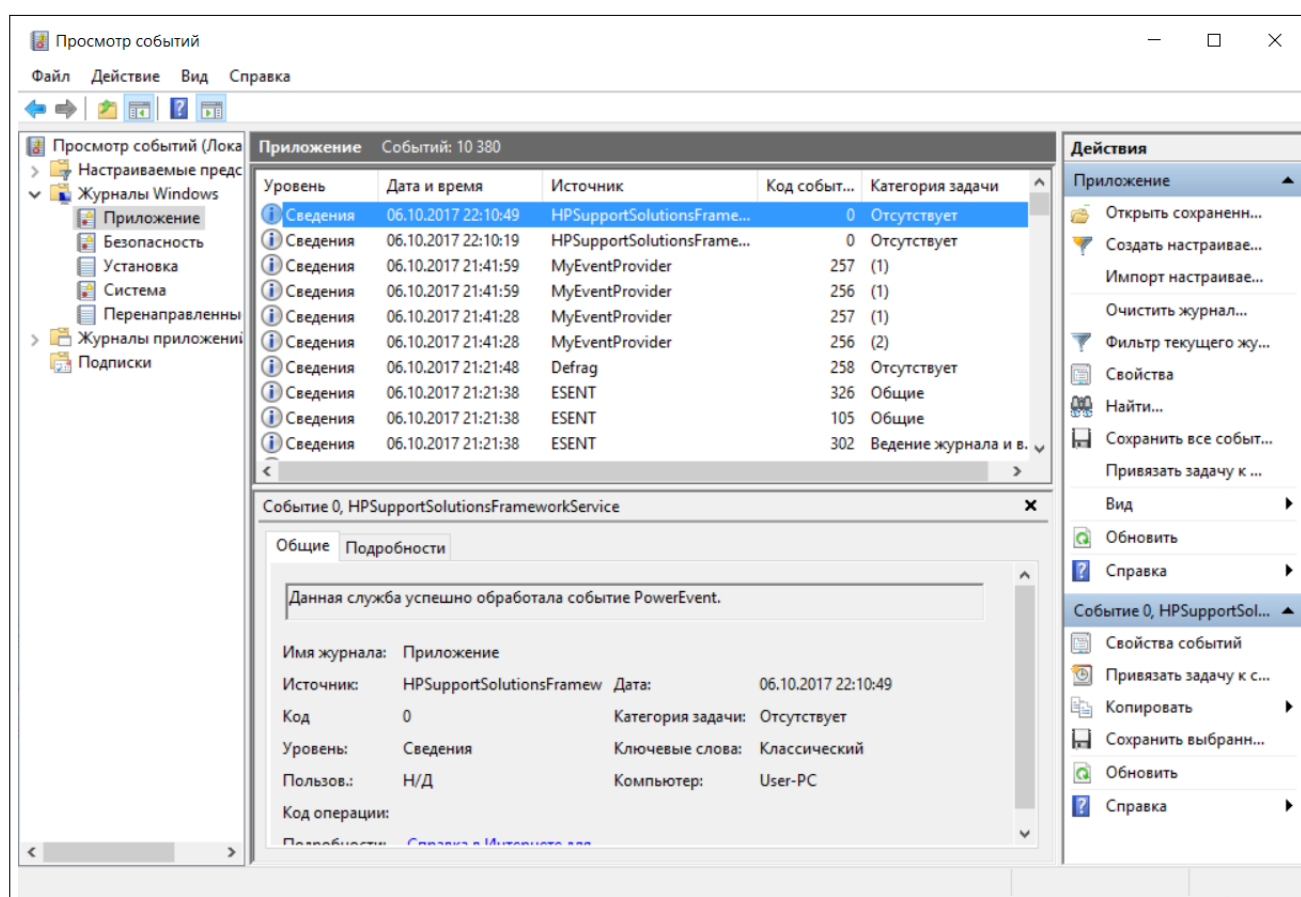 Просмотр событий
Файл Действие Вид Справка
Просмотр событий (Лока
Настраиваемые предс
Журналы Windows
Приложение
Безопасность
Установка
Система
Перенаправленны
Журналы приложени
Подписки
Приложение Событий: 10 380
Уровень Дата и время Источник Код событ... Категория задачи
Сведения 06.10.2017 22:10:49 HPSupportSolutionsFrame... 0 Отсутствует
Сведения 06.10.2017 22:10:19 HPSupportSolutionsFrame... 0 Отсутствует
Сведения 06.10.2017 21:41:59 MyEventProvider 257 (1)
Сведения 06.10.2017 21:41:59 MyEventProvider 256 (1)
Сведения 06.10.2017 21:41:28 MyEventProvider 257 (1)
Сведения 06.10.2017 21:41:28 MyEventProvider 256 (2)
Сведения 06.10.2017 21:21:48 Defrag 258 Отсутствует
Сведения 06.10.2017 21:21:38 ESENT 326 Общие
Сведения 06.10.2017 21:21:38 ESENT 105 Общие
Сведения 06.10.2017 21:21:38 ESENT 302 Ведение журнала и в.
Событие 0, HPSupportSolutionsFrameworkService
Общие Подробности
Данная служба успешно обработала событие PowerEvent.
Имя журнала: Приложение
Источник: HPSupportSolutionsFramew Дата: 06.10.2017 22:10:49
Код 0 Категория задачи: Отсутствует
Уровень: Сведения Ключевые слова: Классический
Пользов.: Н/Д Компьютер: User-PC
Код операции:
Подробности: Справка в Интернете для
Действия
Приложение
Открыть сохраненн...
Создать настраивае...
Импорт настраивае...
Очистить журнал...
Фильтр текущего жу...
Свойства
Найти...
Сохранить все событ...
Привязать задачу к ...
Вид
Обновить
Справка
Событие 0, HPSupportSol...
Свойства событий
Привязать задачу к с...
Копировать
Сохранить выбранн...
Обновить
Справка